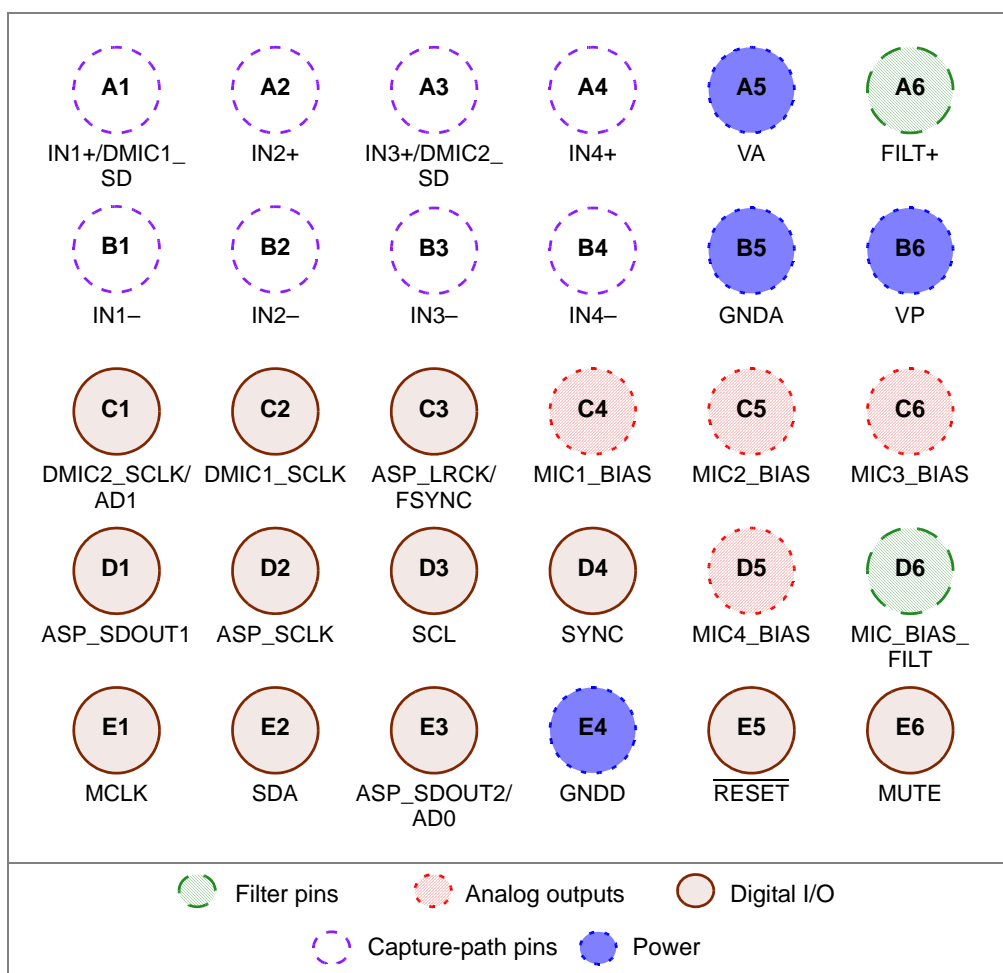 A1 A2 A3 A4 A5 A6
IN1+/DMIC1_ IN2+ IN3+/DMIC2_ IN4+ VA FILT+
SD SD
B1 B2 B3 B4 B5 B6
IN1– IN2– IN3– IN4– GNDA VP
C1 C2 C3 C4 C5 C6
DMIC2_SCLK/ DMIC1_SCLK ASP_LRCK/ MIC1_BIAS MIC2_BIAS MIC3_BIAS
AD1 FSYNC
D1 D2 D3 D4 D5 D6
ASP_SDOUT1 ASP_SCLK SCL SYNC MIC4_BIAS MIC_BIAS_
FILT
E1 E2 E3 E4 E5 E6
MCLK SDA ASP_SDOUT2/ GNDD RESET MUTE
AD0
Filter pins Analog outputs Digital I/O
Capture-path pins Power